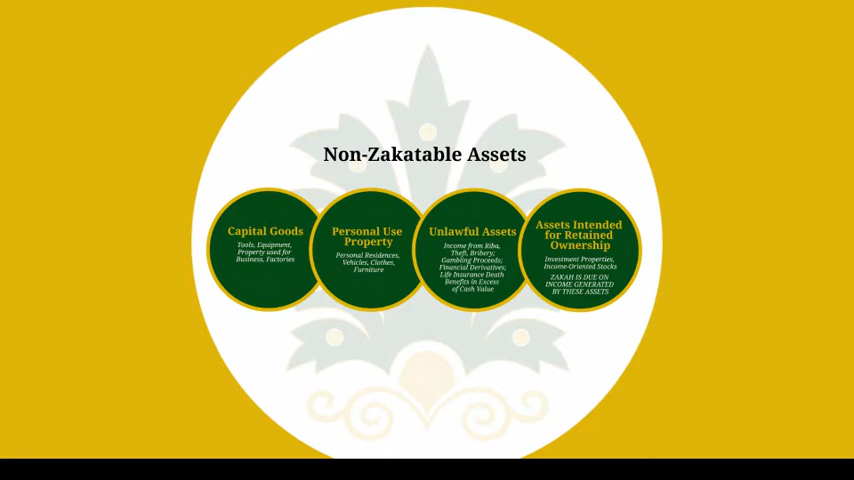 Non-Zakatable Assets
Capital Goods
Tools, Equipment,
Property used for
Business, Factories
Personal Use
Property
Personal Residences,
Vehicles, Clothes,
Furniture
Unlawful Assets
Income from Riba,
Theft, Bribery;
Gambling Proceeds;
Financial Derivatives;
Life Insurance Death
Benefits in Excess
of Cash Value
Assets Intended
for Retained
Ownership
Investment Properties,
Income-Oriented Stocks
ZAKAH IS DUE ON
INCOME GENERATED
BY THESE ASSETS